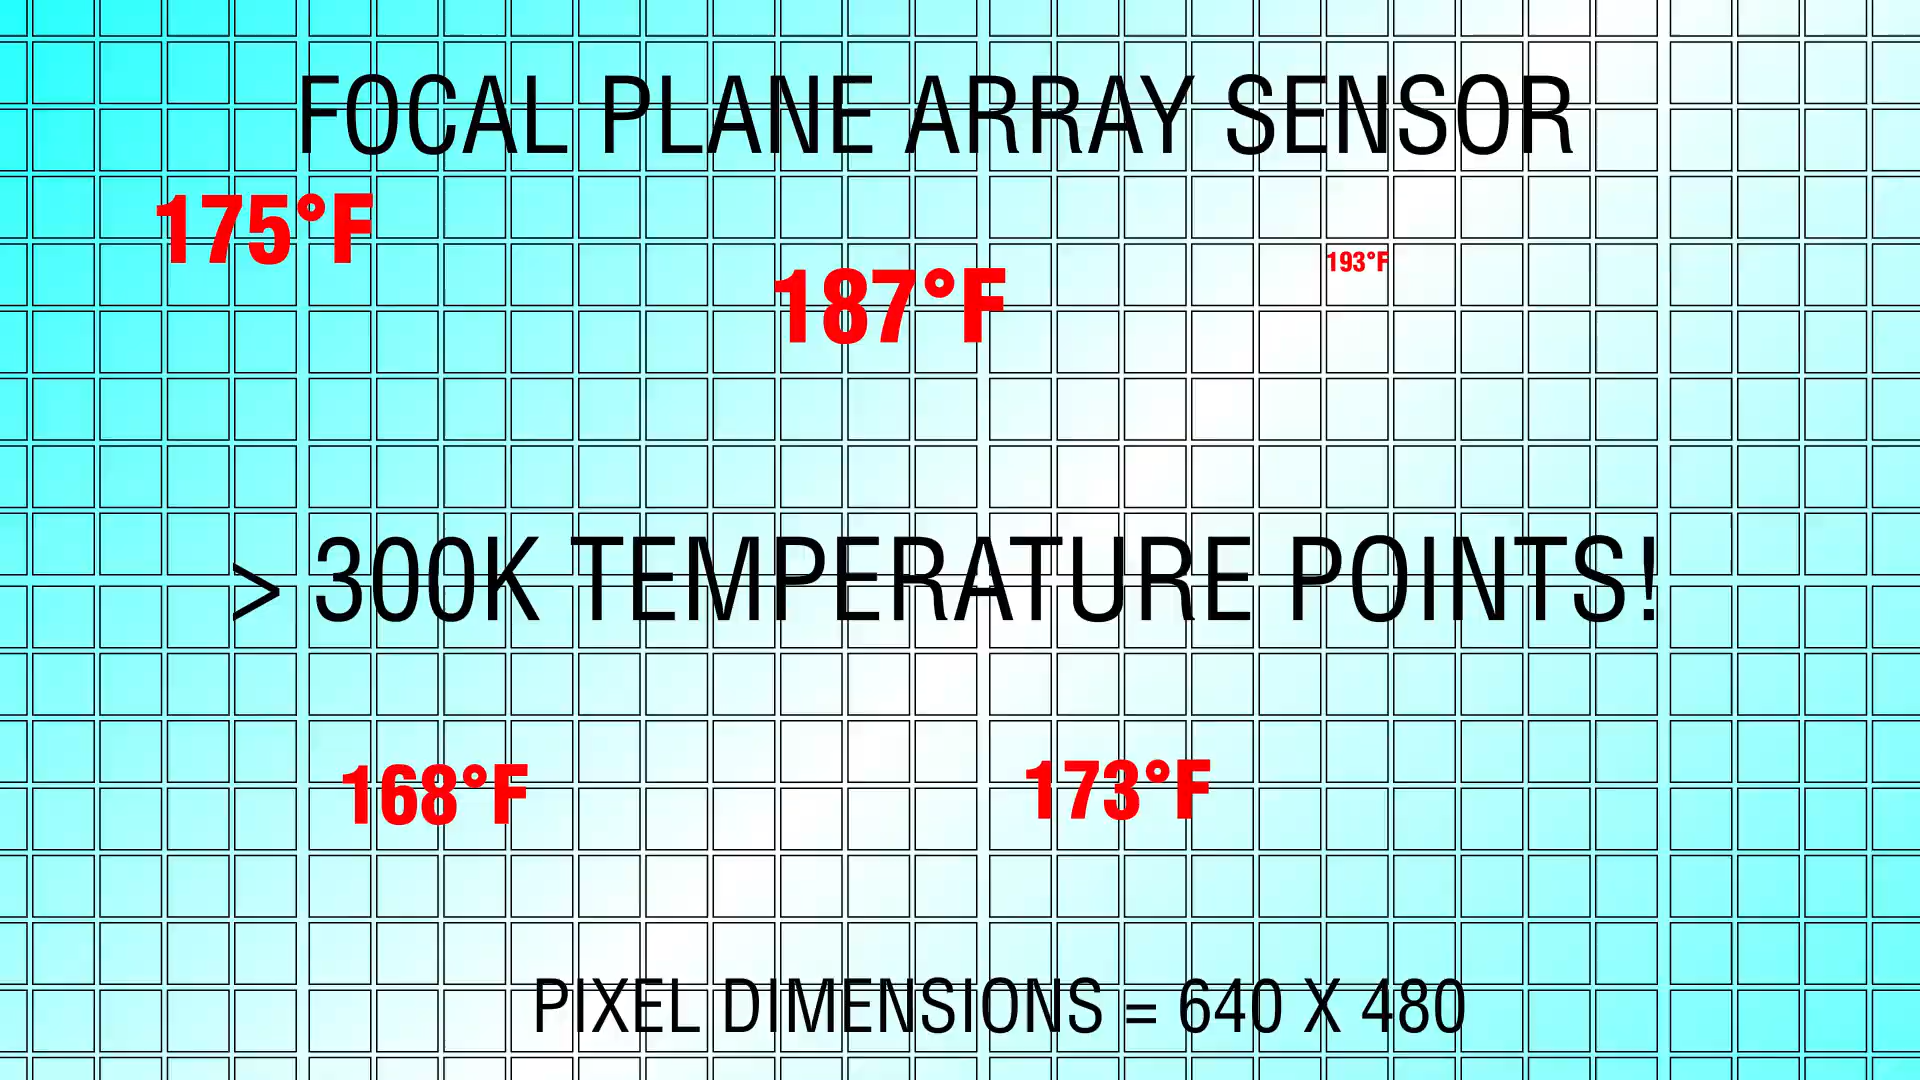 FOCAL PLANE ARRAY SENSOR
175°F
187°F
193°F
> 300K TEMPERATURE POINTS!
168°F
173°F
PIXEL DIMENSIONS = 640 X 480